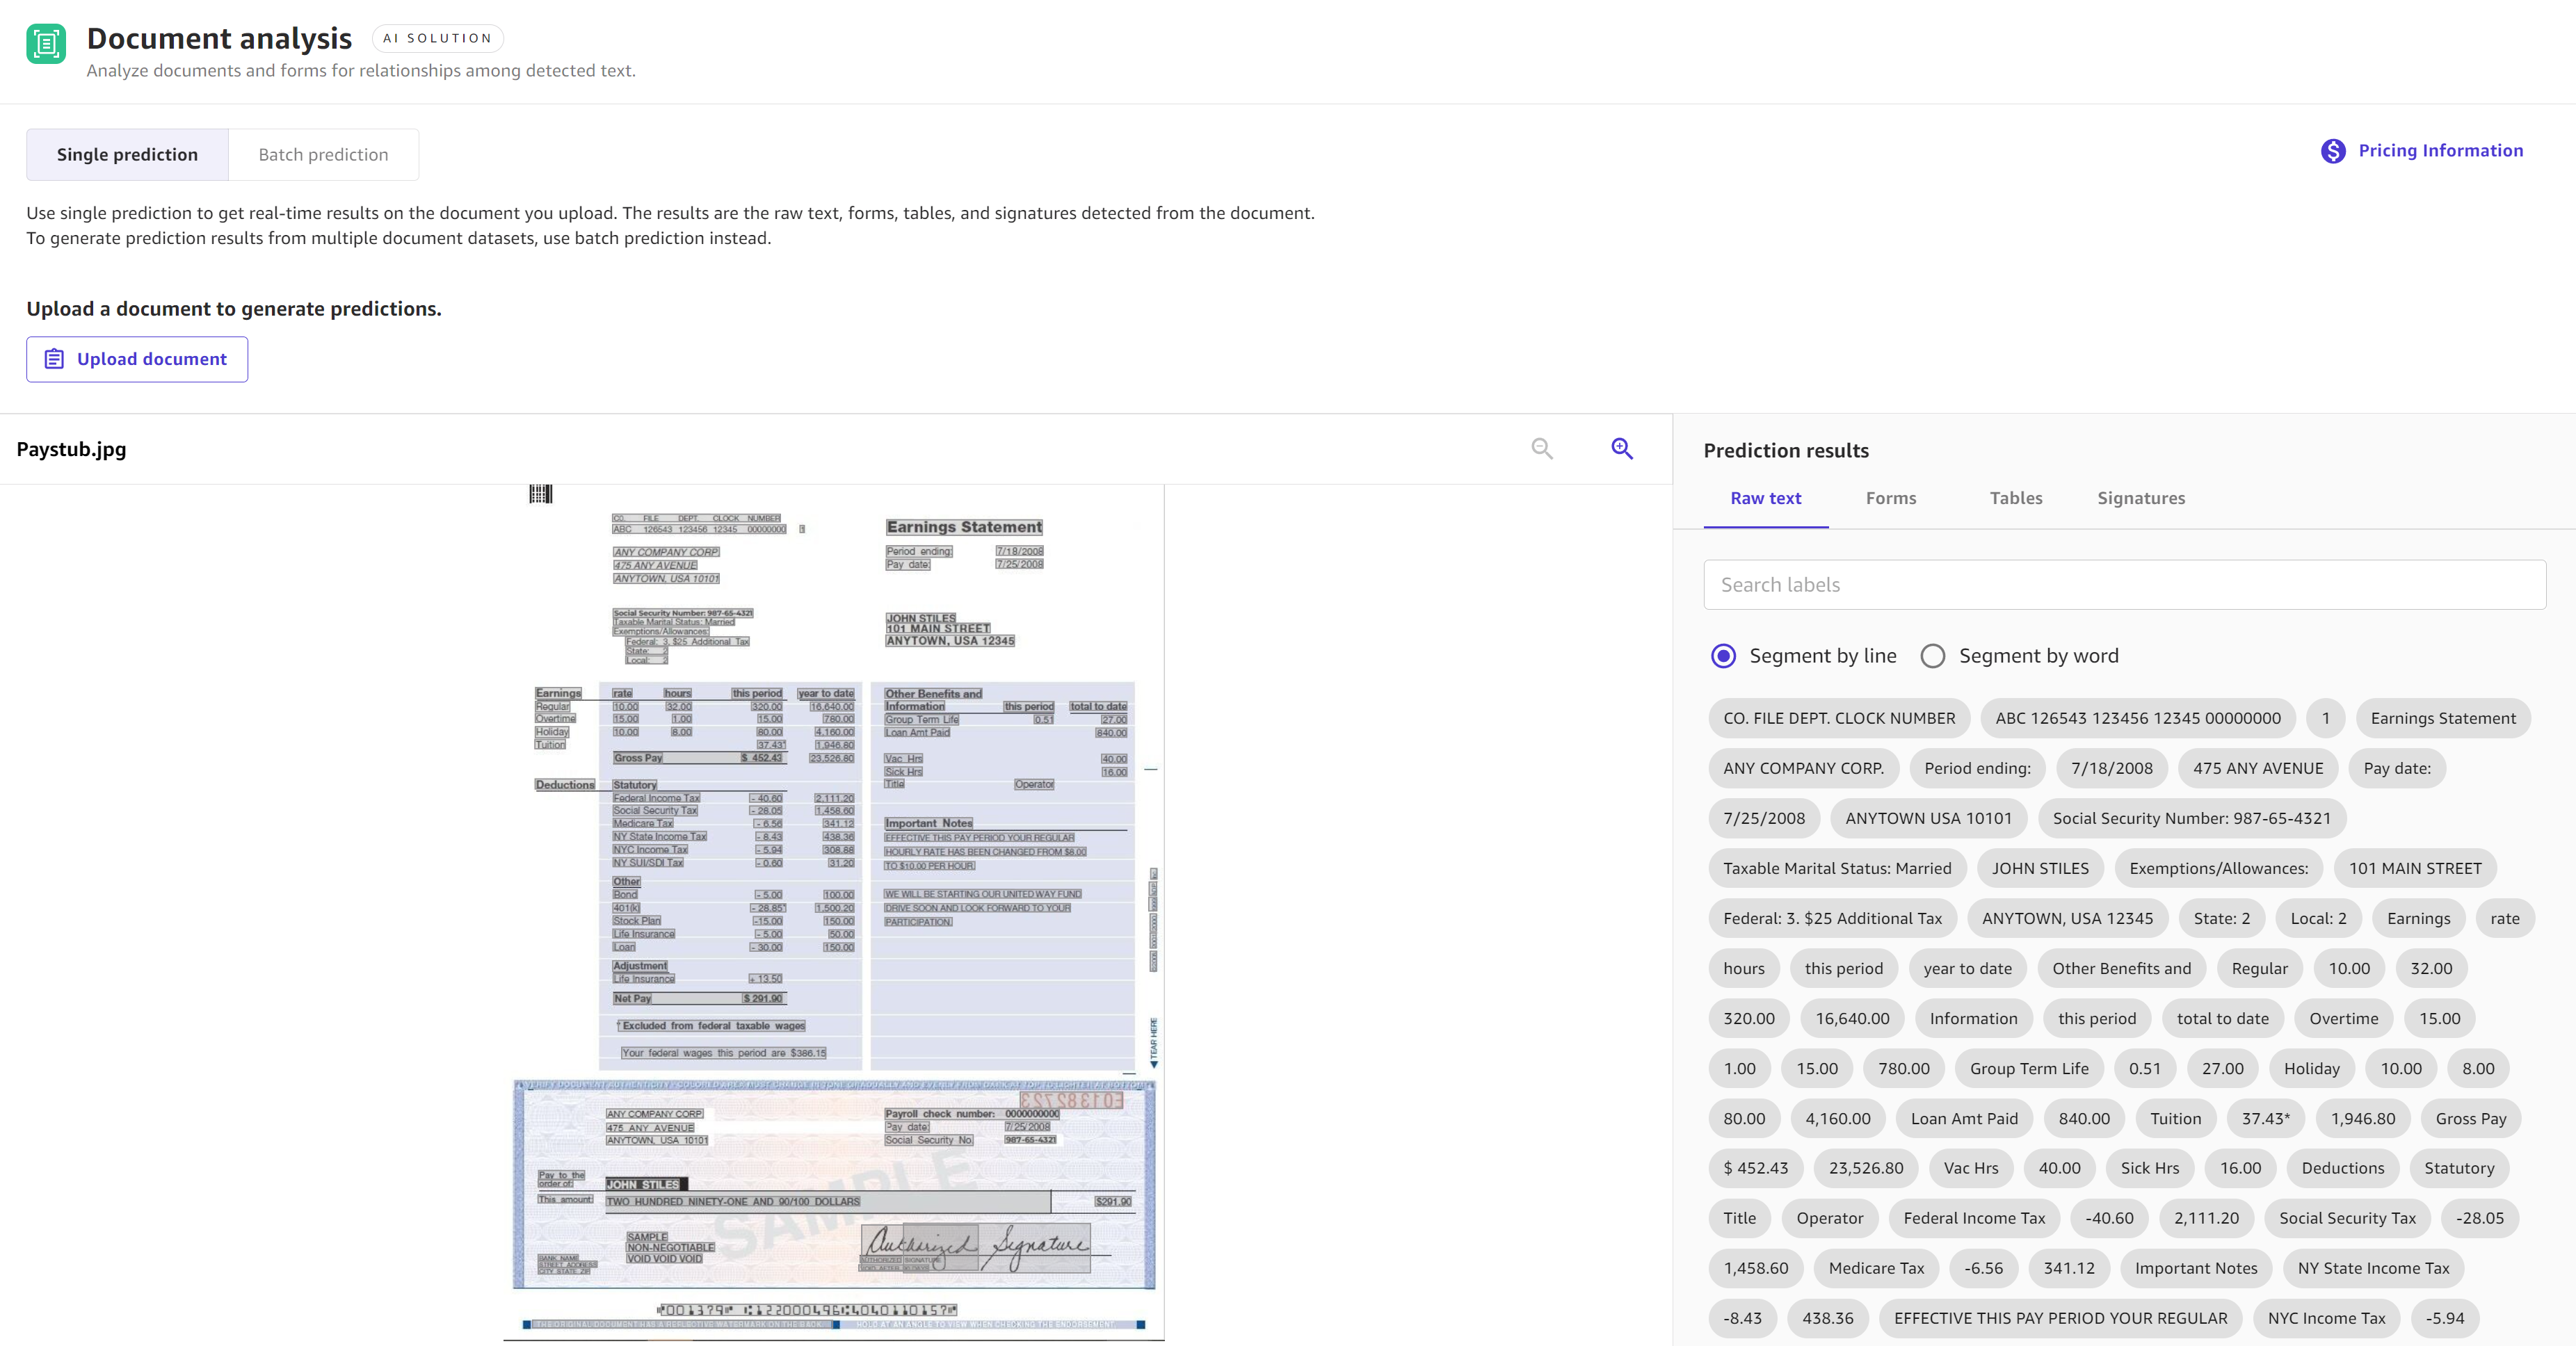 Document analysis AI SOLUTION
Analyze documents and forms for relationships among detected text.
Single prediction Batch prediction
Pricing Information
Use single prediction to get real-time results on the document you upload. The results are the raw text, forms, tables, and signatures detected from the document.
To generate prediction results from multiple document datasets, use batch prediction instead.
Upload a document to generate predictions.
Upload document
Paystub.jpg
CO. FILE DEPT. CLOCK NUMBER
ABC 126543 123456 12345 00000000 1
ANY COMPANY CORP.
475 ANY AVENUE
ANYTOWN, USA 10101
Earnings Statement
Period ending: 7/18/2008
Pay date: 7/25/2008
Social Security Number: 987-65-4321
Taxable Marital Status: Married
Exemptions/Allowances:
Federal: 3. $25 Additional Tax
State: 2
Local: 2
JOHN STILES
101 MAIN STREET
ANYTOWN, USA 12345
Earnings rate hours this period year to date
Regular 10.00 32.00 320.00 16,640.00
Overtime 15.00 1.00 15.00 780.00
Holiday 10.00 8.00 80.00 4,160.00
Tuition 37.43* 1,946.80
Gross Pay $ 452.43 23,526.80
Deductions Statutory
Federal Income Tax - 40.60 2,111.20
Social Security Tax - 28.05 1,458.60
Medicare Tax - 6.56 341.12
NY State Income Tax - 8.43 438.36
NYC Income Tax - 5.94 308.88
NY SUI/SDI Tax - 0.60 31.20
Other
Bond - 5.00 100.00
401(k) - 28.85* 1,500.20
Stock Plan -15.00 150.00
Life Insurance - 5.00 50.00
Loan - 30.00 150.00
Adjustment
Life Insurance + 13.50
Net Pay $ 291.90
* Excluded from federal taxable wages
Your federal wages this period are $386.15
Other Benefits and
Information this period total to date
Group Term Life 0.51 27.00
Loan Amt Paid 840.00
Vac Hrs 40.00
Sick Hrs 16.00
Title Operator
Important Notes
EFFECTIVE THIS PAY PERIOD YOUR REGULAR
HOURLY RATE HAS BEEN CHANGED FROM $8.00
TO $10.00 PER HOUR.
WE WILL BE STARTING OUR UNITED WAY FUND
DRIVE SOON AND LOOK FORWARD TO YOUR
PARTICIPATION.
TEAR HERE
ANY COMPANY CORP.
475 ANY AVENUE
ANYTOWN, USA 10101
E01382723
Payroll check number: 0000000000
Pay date: 7/25/2008
Social Security No. 987-65-4321
Pay to the
order of: JOHN STILES
This amount: TWO HUNDRED NINETY-ONE AND 90/100 DOLLARS $291.90
SAMPLE
SAMPLE
NON-NEGOTIABLE
VOID VOID VOID
BANK NAME
STREET ADDRESS
CITY STATE ZIP
Authorized Signature
AUTHORIZED SIGNATURE
THE ORIGINAL DOCUMENT HAS A REFLECTIVE WATERMARK ON THE BACK. HOLD AT AN ANGLE TO VIEW WHEN CHECKING THE ENDORSEMENT.
Prediction results
Raw text Forms Tables Signatures
Search labels
Segment by line Segment by word
CO. FILE DEPT. CLOCK NUMBER ABC 126543 123456 12345 00000000 1 Earnings Statement
ANY COMPANY CORP. Period ending: 7/18/2008 475 ANY AVENUE Pay date:
7/25/2008 ANYTOWN USA 10101 Social Security Number: 987-65-4321
Taxable Marital Status: Married JOHN STILES Exemptions/Allowances: 101 MAIN STREET
Federal: 3. $25 Additional Tax ANYTOWN, USA 12345 State: 2 Local: 2 Earnings rate
hours this period year to date Other Benefits and Regular 10.00 32.00
320.00 16,640.00 Information this period total to date Overtime 15.00
1.00 15.00 780.00 Group Term Life 0.51 27.00 Holiday 10.00 8.00
80.00 4,160.00 Loan Amt Paid 840.00 Tuition 37.43* 1,946.80 Gross Pay
$ 452.43 23,526.80 Vac Hrs 40.00 Sick Hrs 16.00 Deductions Statutory
Title Operator Federal Income Tax -40.60 2,111.20 Social Security Tax -28.05
1,458.60 Medicare Tax -6.56 341.12 Important Notes NY State Income Tax
-8.43 438.36 EFFECTIVE THIS PAY PERIOD YOUR REGULAR NYC Income Tax -5.94